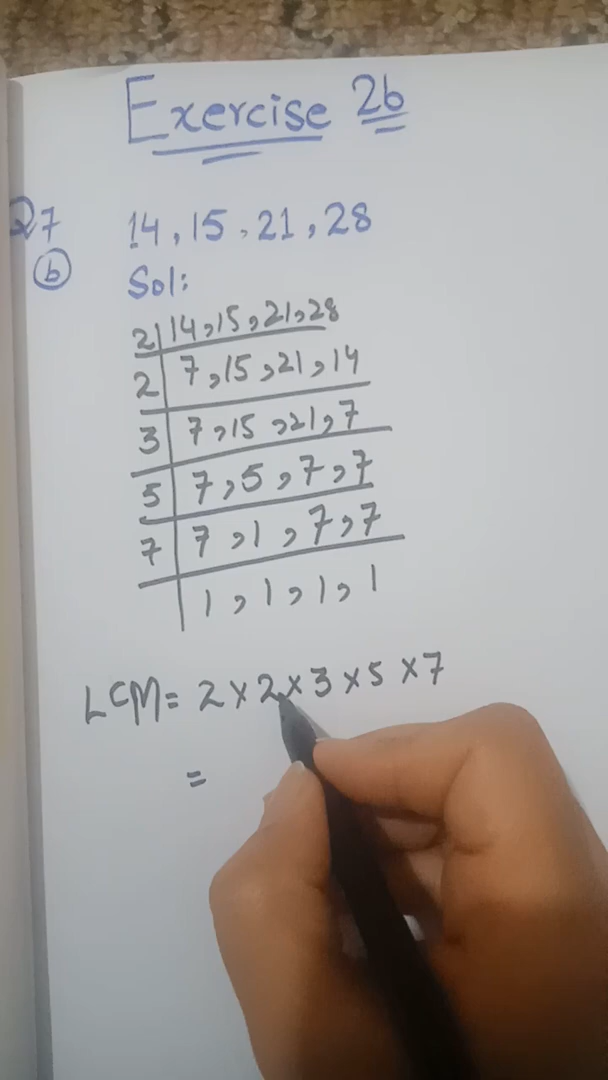 Exercise 2b
Q7 14, 15, 21, 28
(b) Sol:
2 | 14, 15, 21, 28
2 | 7, 15, 21, 14
3 | 7, 15, 21, 7
5 | 7, 5, 7, 7
7 | 7, 1, 7, 7
1, 1, 1, 1
LCM = 2 × 2 × 3 × 5 × 7
=